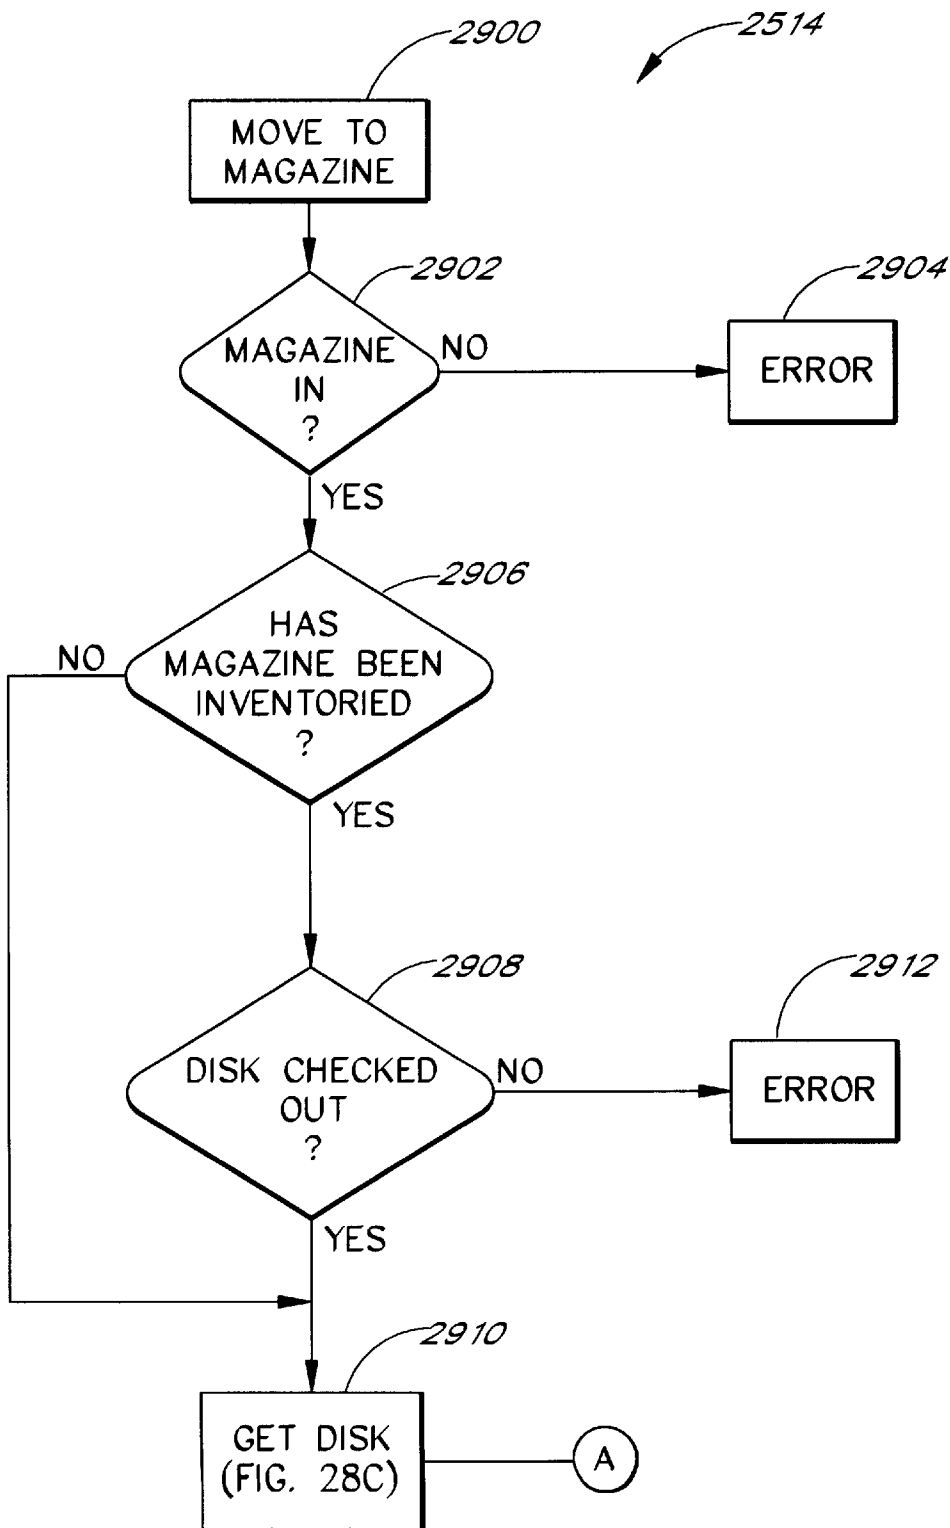 2900
2514
MOVE TO
MAGAZINE
2902
2904
MAGAZINE
IN
?
NO
ERROR
YES
2906
HAS
MAGAZINE BEEN
INVENTORIED
?
NO
YES
2908
2912
DISK CHECKED
OUT
?
NO
ERROR
YES
2910
GET DISK
(FIG. 28C)
A